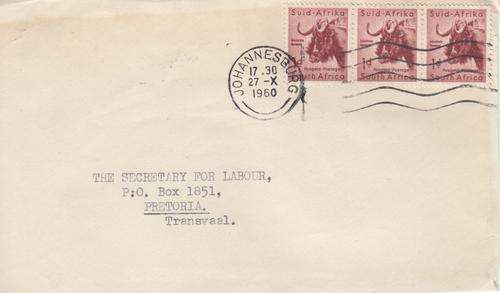 Suid-Afrika Suid-Afrika Suid-Afrika
1d 1d
South Africa South Africa South Africa
JOHANNESBURG
17.30
27-X
1960
THE SECRETARY FOR LABOUR,
P:O. Box 1851,
PRETORIA.
Transvaal.